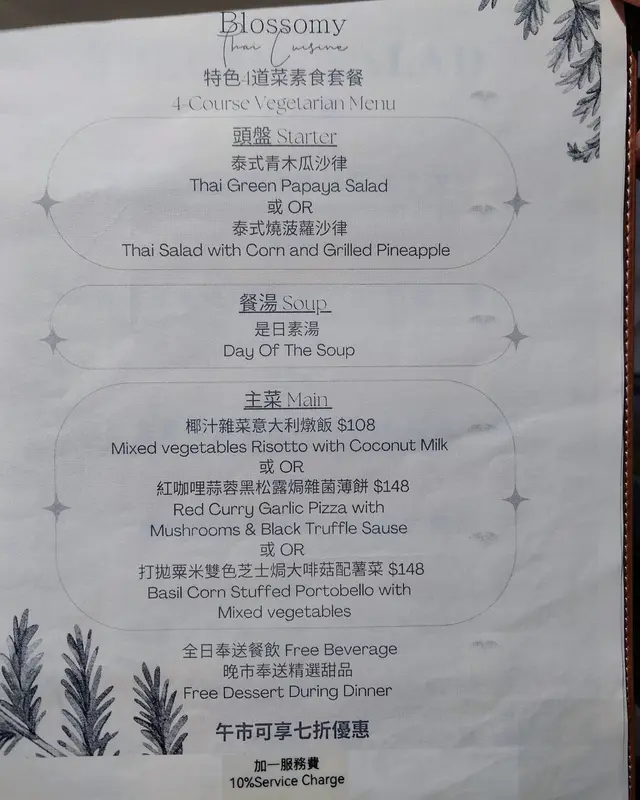 Blossomy
Thai Cuisine
特色4道菜素食套餐
4-Course Vegetarian Menu
頭盤 Starter
泰式青木瓜沙律
Thai Green Papaya Salad
或 OR
泰式燒菠蘿沙律
Thai Salad with Corn and Grilled Pineapple
餐湯 Soup
是日素湯
Day Of The Soup
主菜 Main
椰汁雜菜意大利燉飯 $108
Mixed vegetables Risotto with Coconut Milk
或 OR
紅咖哩蒜蓉黑松露焗雜菌薄餅 $148
Red Curry Garlic Pizza with
Mushrooms & Black Truffle Sause
或 OR
打拋粟米雙色芝士焗大啡菇配薯菜 $148
Basil Corn Stuffed Portobello with
Mixed vegetables
全日奉送餐飲 Free Beverage
晚市奉送精選甜品
Free Dessert During Dinner
午市可享七折優惠
加一服務費
10%Service Charge